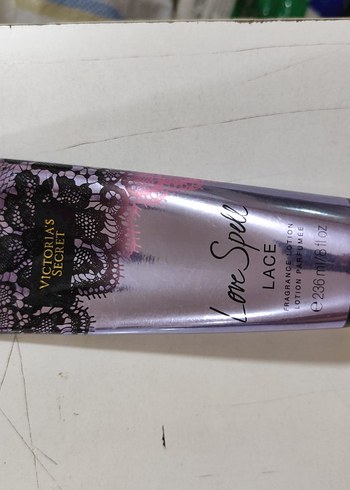 VICTORIA'S
SECRET
Love Spell
LACE
FRAGRANCE LOTION
LOTION PARFUMÉE
℮ 236 ml/8 fl oz